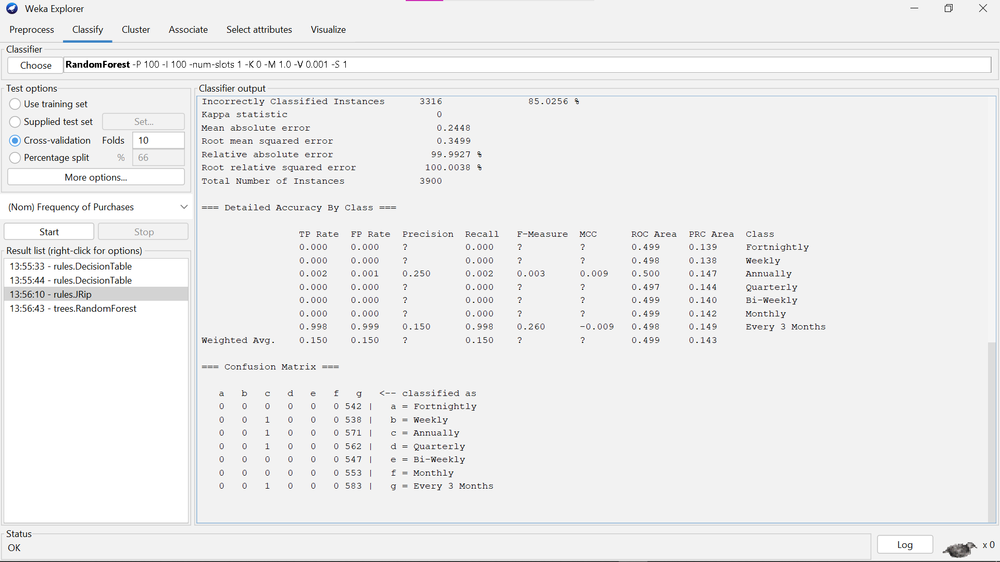 Weka Explorer
Preprocess Classify Cluster Associate Select attributes Visualize
Classifier
Choose RandomForest -P 100 -I 100 -num-slots 1 -K 0 -M 1.0 -V 0.001 -S 1
Test options
Use training set
Supplied test set Set...
Cross-validation Folds 10
Percentage split % 66
More options...
(Nom) Frequency of Purchases
Start Stop
Result list (right-click for options)
13:55:33 - rules.DecisionTable
13:55:44 - rules.DecisionTable
13:56:10 - rules.JRip
13:56:43 - trees.RandomForest
Classifier output
Incorrectly Classified Instances 3316 85.0256 %
Kappa statistic 0
Mean absolute error 0.2448
Root mean squared error 0.3499
Relative absolute error 99.9927 %
Root relative squared error 100.0038 %
Total Number of Instances 3900
=== Detailed Accuracy By Class ===
TP Rate FP Rate Precision Recall F-Measure MCC ROC Area PRC Area Class
0.000 0.000 ? 0.000 ? ? 0.499 0.139 Fortnightly
0.000 0.000 ? 0.000 ? ? 0.498 0.138 Weekly
0.002 0.001 0.250 0.002 0.003 0.009 0.500 0.147 Annually
0.000 0.000 ? 0.000 ? ? 0.497 0.144 Quarterly
0.000 0.000 ? 0.000 ? ? 0.499 0.140 Bi-Weekly
0.000 0.000 ? 0.000 ? ? 0.499 0.142 Monthly
0.998 0.999 0.150 0.998 0.260 -0.009 0.498 0.149 Every 3 Months
Weighted Avg. 0.150 0.150 ? 0.150 ? ? 0.499 0.143
=== Confusion Matrix ===
a b c d e f g <-- classified as
0 0 0 0 0 0 542 | a = Fortnightly
0 0 1 0 0 0 538 | b = Weekly
0 0 1 0 0 0 571 | c = Annually
0 0 1 0 0 0 562 | d = Quarterly
0 0 0 0 0 0 547 | e = Bi-Weekly
0 0 0 0 0 0 553 | f = Monthly
0 0 1 0 0 0 583 | g = Every 3 Months
Status
OK
Log
x 0